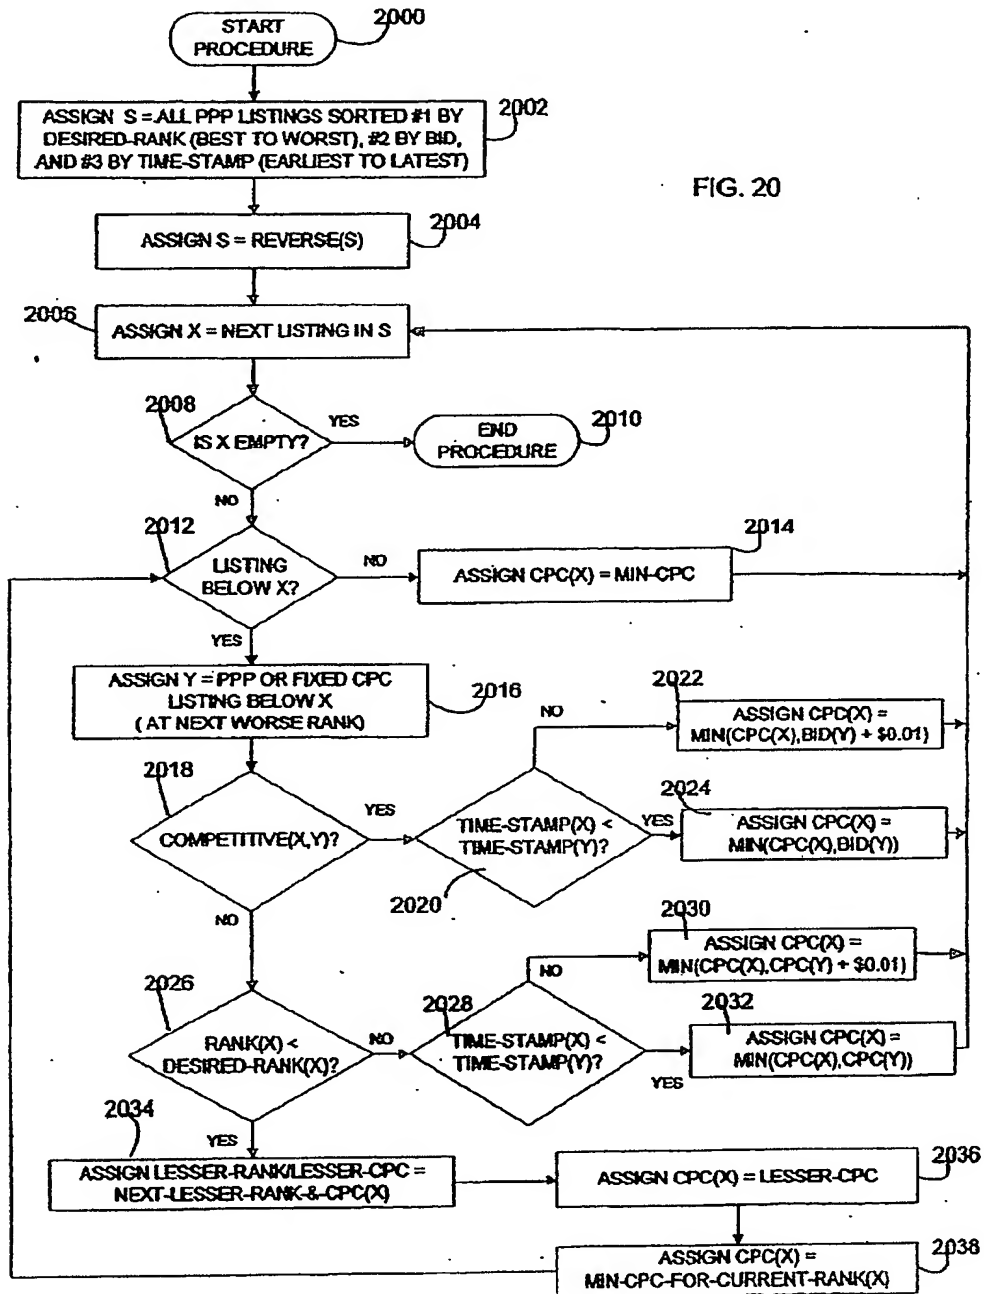 START
PROCEDURE
2000
ASSIGN S = ALL PPP LISTINGS SORTED #1 BY
DESIRED-RANK (BEST TO WORST), #2 BY BID,
AND #3 BY TIME-STAMP (EARLIEST TO LATEST)
2002
FIG. 20
ASSIGN S = REVERSE(S)
2004
2006
ASSIGN X = NEXT LISTING IN S
2008
IS X EMPTY?
YES
END
PROCEDURE
2010
NO
2012
LISTING
BELOW X?
NO
ASSIGN CPC(X) = MIN-CPC
2014
YES
ASSIGN Y = PPP OR FIXED CPC
LISTING BELOW X
( AT NEXT WORSE RANK)
2016
2018
COMPETITIVE(X,Y)?
YES
TIME-STAMP(X) <
TIME-STAMP(Y)?
2020
NO
2022
ASSIGN CPC(X) =
MIN(CPC(X),BID(Y) + $0.01)
YES
2024
ASSIGN CPC(X) =
MIN(CPC(X),BID(Y))
NO
2026
RANK(X) <
DESIRED-RANK(X)?
NO
2028
TIME-STAMP(X) <
TIME-STAMP(Y)?
NO
2030
ASSIGN CPC(X) =
MIN(CPC(X),CPC(Y) + $0.01)
YES
2032
ASSIGN CPC(X) =
MIN(CPC(X),CPC(Y))
YES
2034
ASSIGN LESSER-RANK/LESSER-CPC =
NEXT-LESSER-RANK-&-CPC(X)
ASSIGN CPC(X) = LESSER-CPC
2036
ASSIGN CPC(X) =
MIN-CPC-FOR-CURRENT-RANK(X)
2038